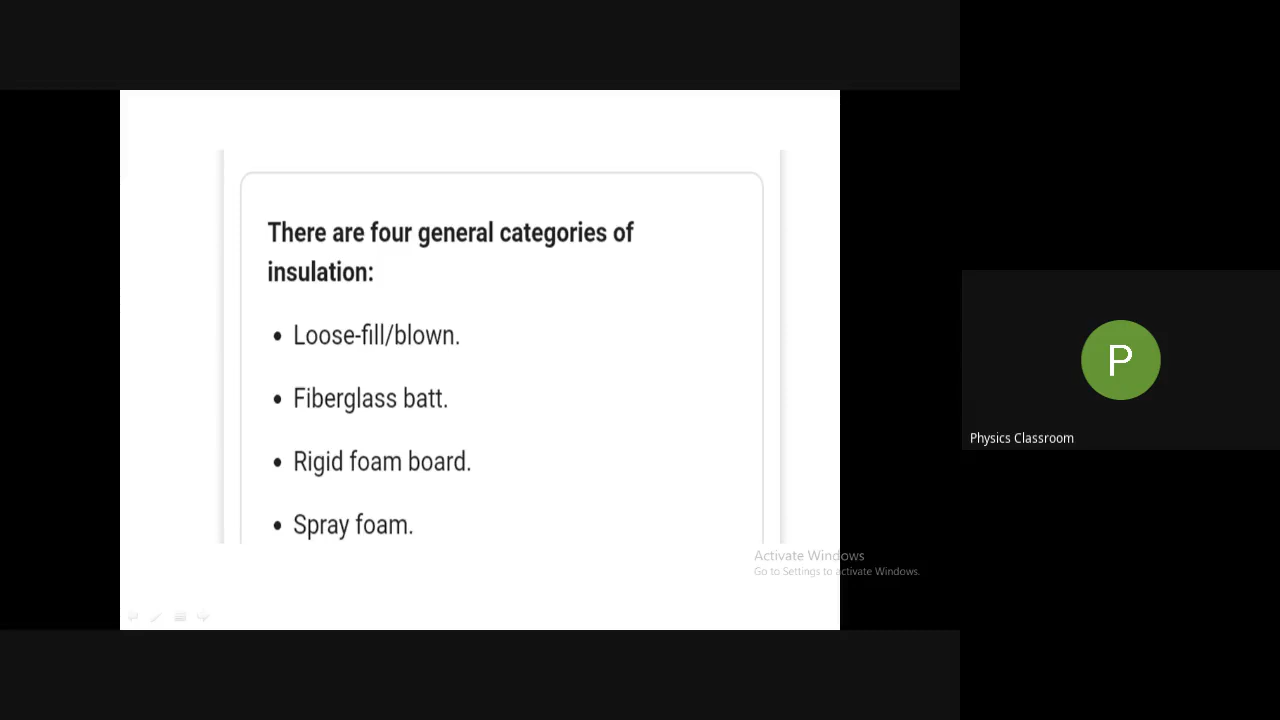 There are four general categories of
insulation:
• Loose-fill/blown.
• Fiberglass batt.
• Rigid foam board.
• Spray foam.
Activate Windows
Go to Settings to activate Windows.
P
Physics Classroom